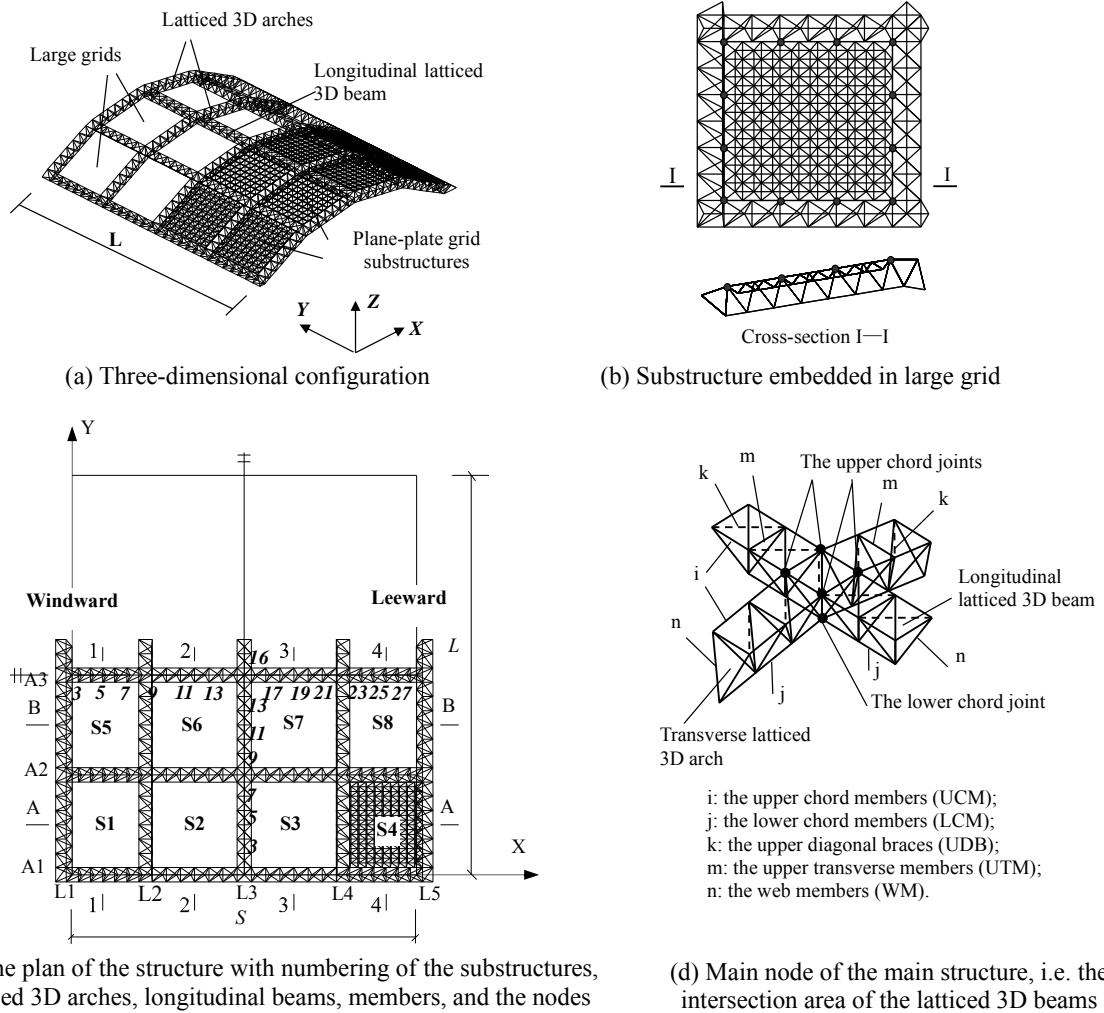 Latticed 3D arches
Large grids
Longitudinal latticed
3D beam
L
Plane-plate grid
substructures
Z
Y
X
(a) Three-dimensional configuration
I
I
Cross-section I—I
(b) Substructure embedded in large grid
Y
Windward
Leeward
1
2
16
3
4
L
A3
3 5 7 9 11 13 17 19 21 23 25 27
B
13
B
S5
S6
11
S7
S8
9
A2
7
A
5
A
S1
S2
S3
S4
3
A1
X
L1
L2
L3
L4
L5
1
2
S
3
4
he plan of the structure with numbering of the substructures,
ed 3D arches, longitudinal beams, members, and the nodes
m
The upper chord joints
k
m
k
i
Longitudinal
latticed 3D beam
n
n
j
j
The lower chord joint
Transverse latticed
3D arch
i: the upper chord members (UCM);
j: the lower chord members (LCM);
k: the upper diagonal braces (UDB);
m: the upper transverse members (UTM);
n: the web members (WM).
(d) Main node of the main structure, i.e. the
intersection area of the latticed 3D beams